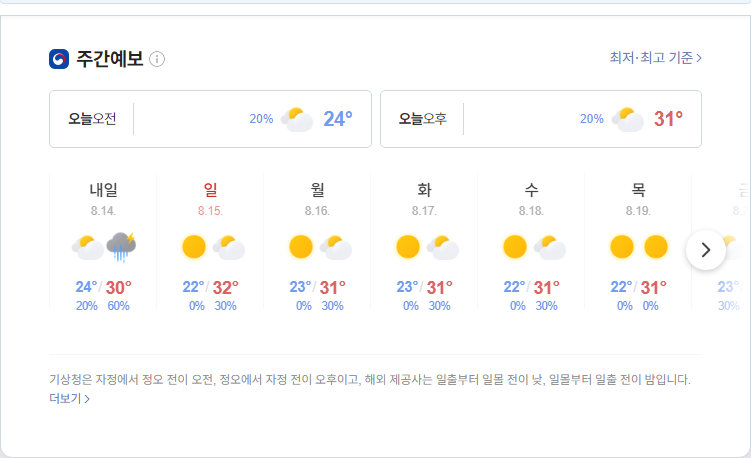 주간예보
최저·최고 기준
오늘오전 20% 24°
오늘오후 20% 31°
내일 일 월 화 수 목
8.14. 8.15. 8.16. 8.17. 8.18. 8.19.
24°/30° 22°/32° 23°/31° 23°/31° 22°/31° 22°/31° 23°
20% 60% 0% 30% 0% 30% 0% 30% 0% 30% 0% 0% 30%
기상청은 자정에서 정오 전이 오전, 정오에서 자정 전이 오후이고, 해외 제공사는 일출부터 일몰 전이 낮, 일몰부터 일출 전이 밤입니다.
더보기